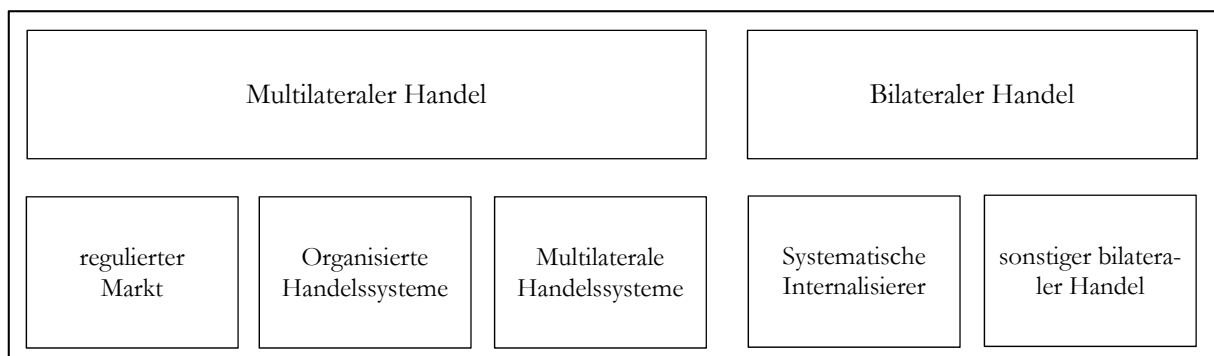 Multilateraler Handel
Bilateraler Handel
regulierter
Markt
Organisierte
Handelssysteme
Multilaterale
Handelssysteme
Systematische
Internalisierer
sonstiger bilatera-
ler Handel